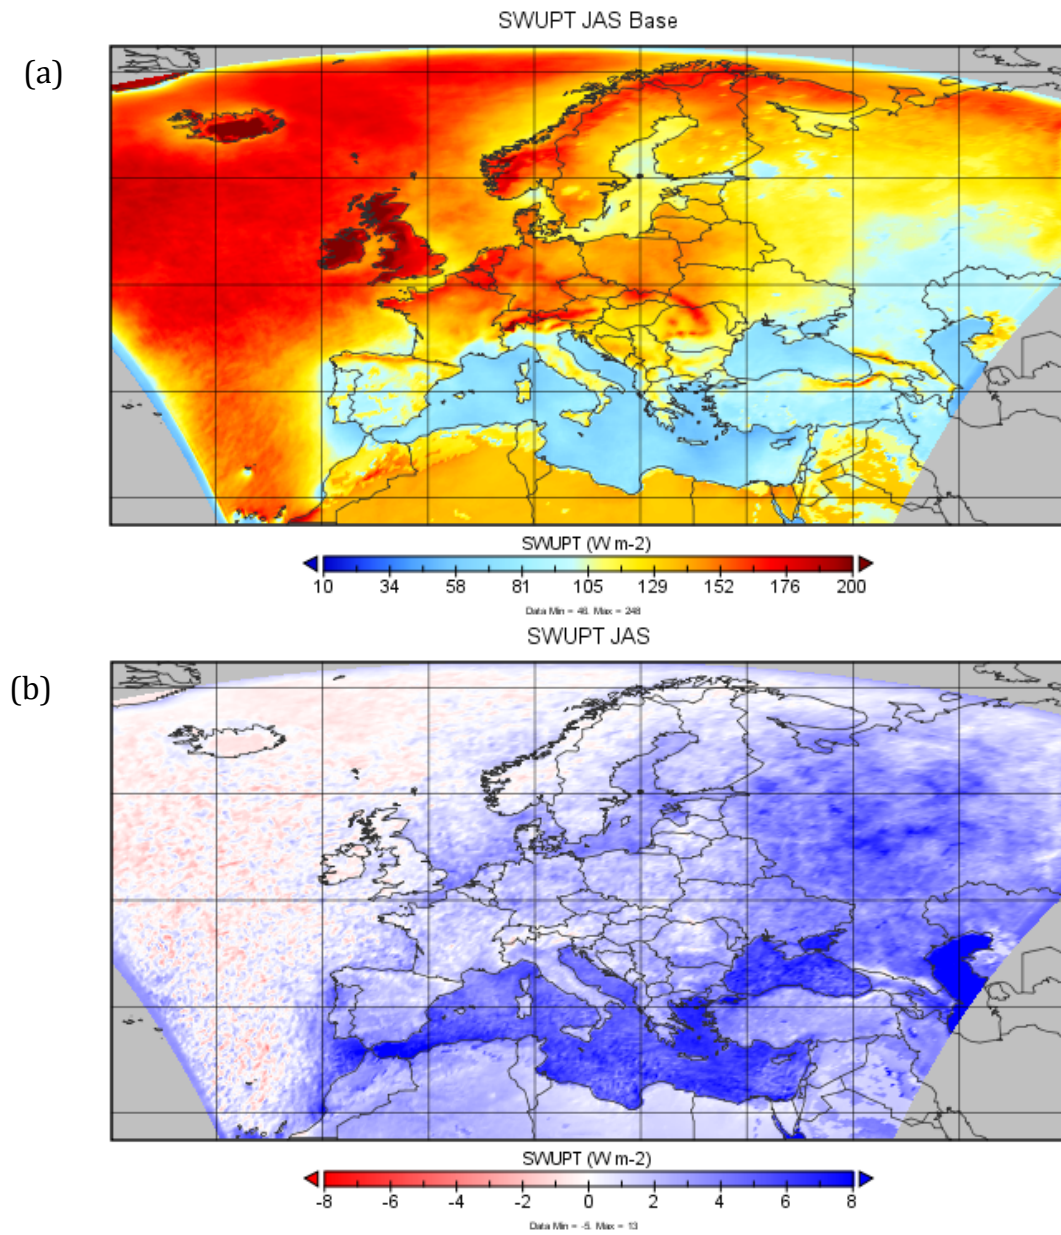 SWUPT JAS Base
(a)
SWUPT (W m-2)
10 34 58 81 105 129 152 176 200
Data Min = 46, Max = 248
SWUPT JAS
(b)
SWUPT (W m-2)
-8 -6 -4 -2 0 2 4 6 8
Data Min = -5, Max = 13